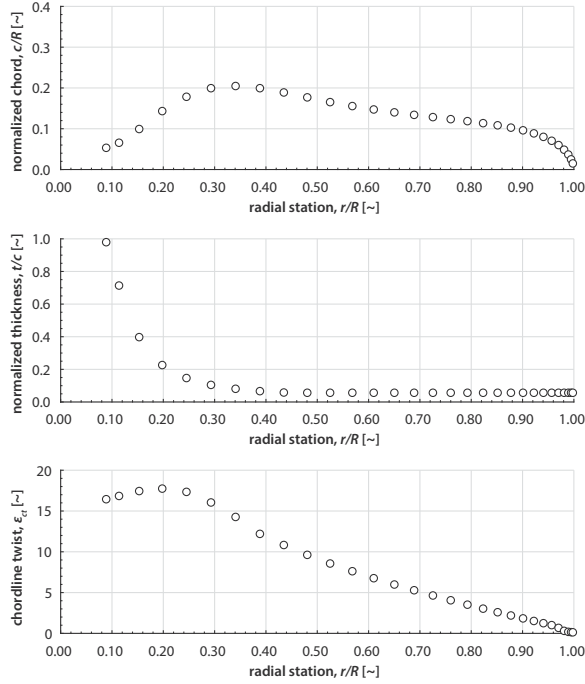 0.4
0.3
0.2
0.1
0.0
normalized chord, c/R [~]
0.00 0.10 0.20 0.30 0.40 0.50 0.60 0.70 0.80 0.90 1.00
radial station, r/R [~]
1.0
0.8
0.6
0.4
0.2
0.0
normalized thickness, t/c [~]
0.00 0.10 0.20 0.30 0.40 0.50 0.60 0.70 0.80 0.90 1.00
radial station, r/R [~]
20
15
10
5
0
chordline twist, εct [~]
0.00 0.10 0.20 0.30 0.40 0.50 0.60 0.70 0.80 0.90 1.00
radial station, r/R [~]